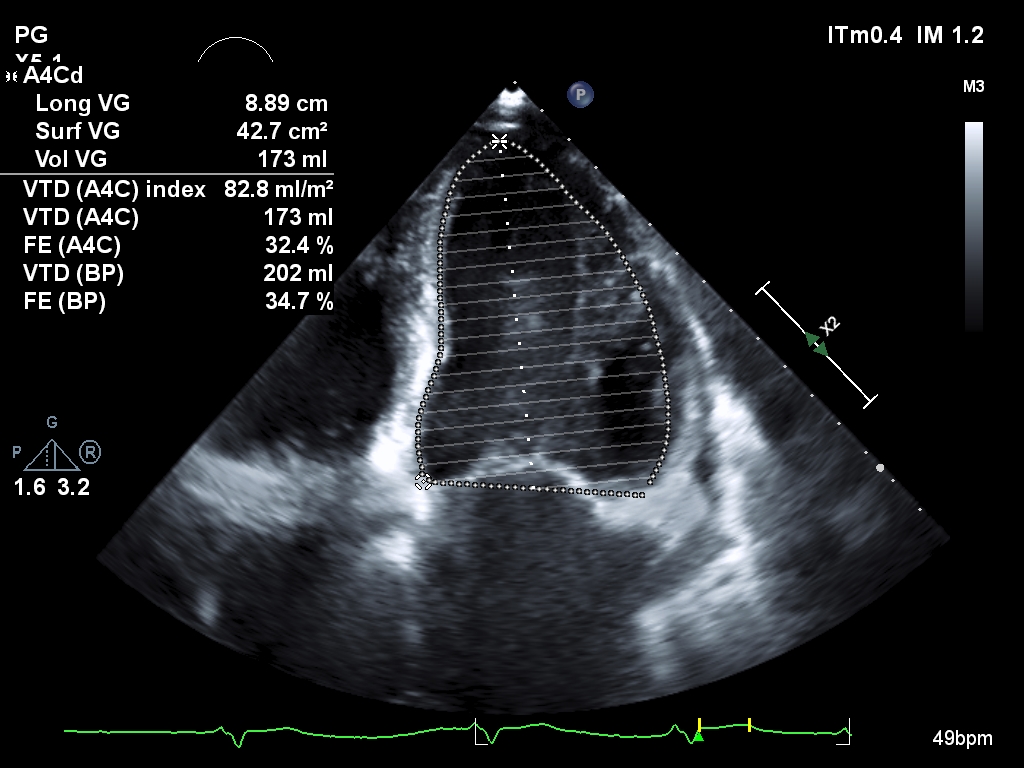 PG
ITm0.4 IM 1.2
A4Cd
M3
P
Long VG 8.89 cm
Surf VG 42.7 cm²
Vol VG 173 ml
VTD (A4C) index 82.8 ml/m²
VTD (A4C) 173 ml
FE (A4C) 32.4 %
VTD (BP) 202 ml
FE (BP) 34.7 %
X2
G
P R
1.6 3.2
49bpm